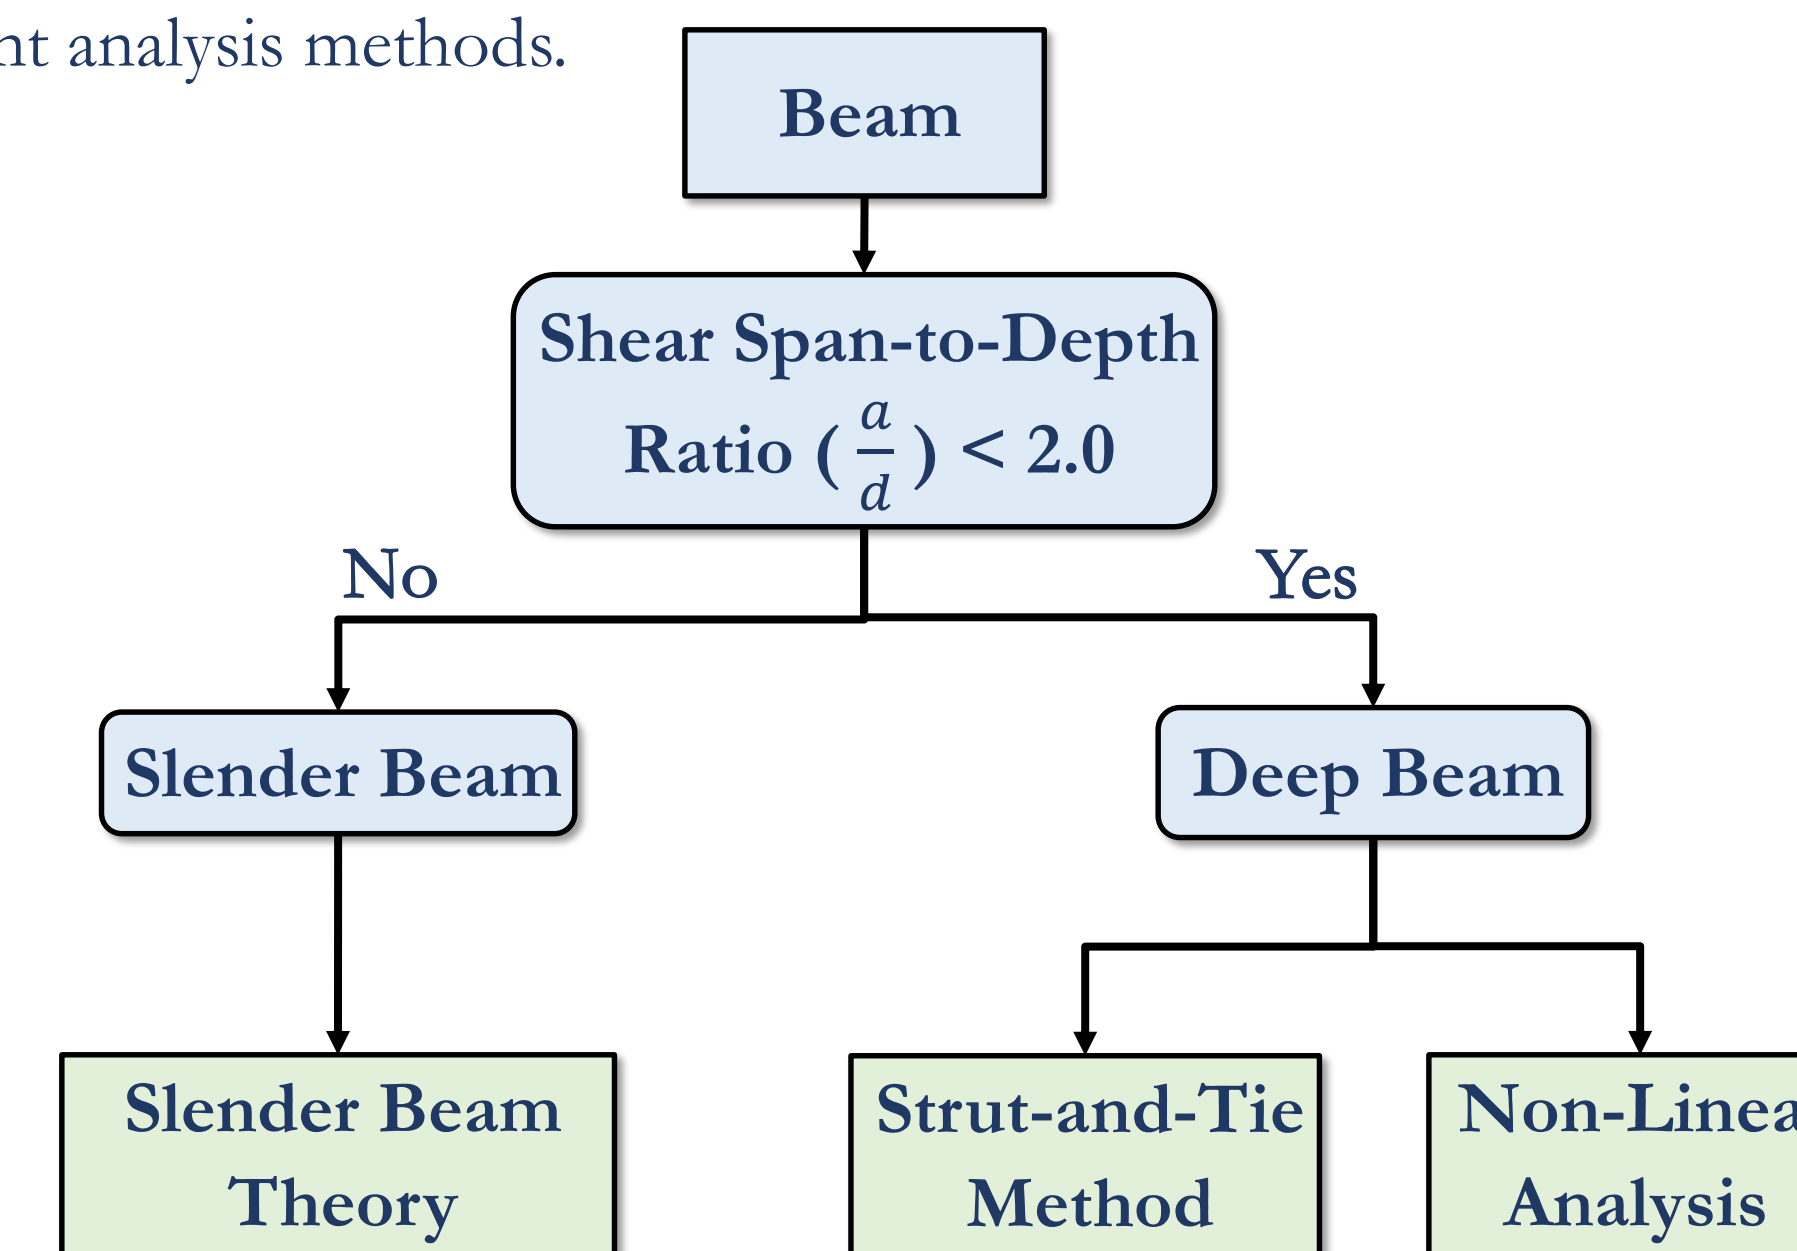 analysis methods.
Beam
Shear Span-to-Depth
Ratio ( a/d ) < 2.0
No
Yes
Slender Beam
Deep Beam
Slender Beam
Theory
Strut-and-Tie
Method
Non-Linea
Analysis